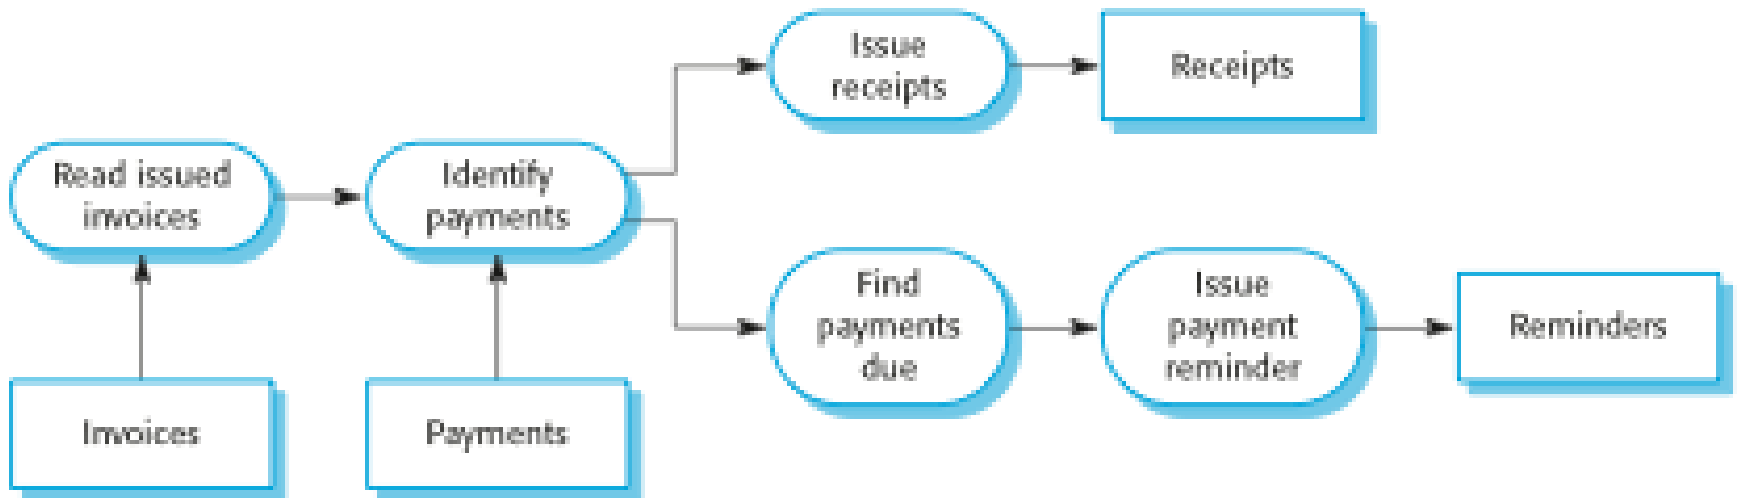 Issue
receipts
Receipts
Read issued
invoices
Identify
payments
Find
payments
due
Issue
payment
reminder
Reminders
Invoices
Payments